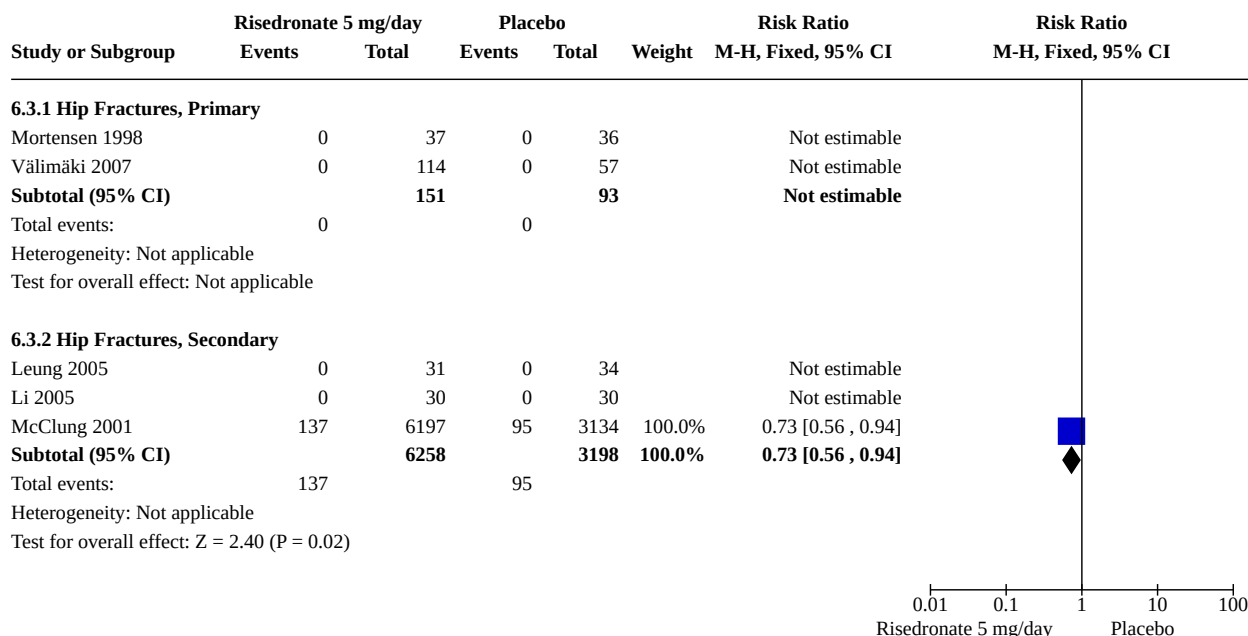 Risedronate 5 mg/day Placebo Risk Ratio Risk Ratio
Study or Subgroup Events Total Events Total Weight M-H, Fixed, 95% CI M-H, Fixed, 95% CI
6.3.1 Hip Fractures, Primary
Mortensen 1998 0 37 0 36 Not estimable
Välimäki 2007 0 114 0 57 Not estimable
Subtotal (95% CI) 151 93 Not estimable
Total events: 0 0
Heterogeneity: Not applicable
Test for overall effect: Not applicable
6.3.2 Hip Fractures, Secondary
Leung 2005 0 31 0 34 Not estimable
Li 2005 0 30 0 30 Not estimable
McClung 2001 137 6197 95 3134 100.0% 0.73 [0.56 , 0.94]
Subtotal (95% CI) 6258 3198 100.0% 0.73 [0.56 , 0.94]
Total events: 137 95
Heterogeneity: Not applicable
Test for overall effect: Z = 2.40 (P = 0.02)
0.01 0.1 1 10 100
Risedronate 5 mg/day Placebo